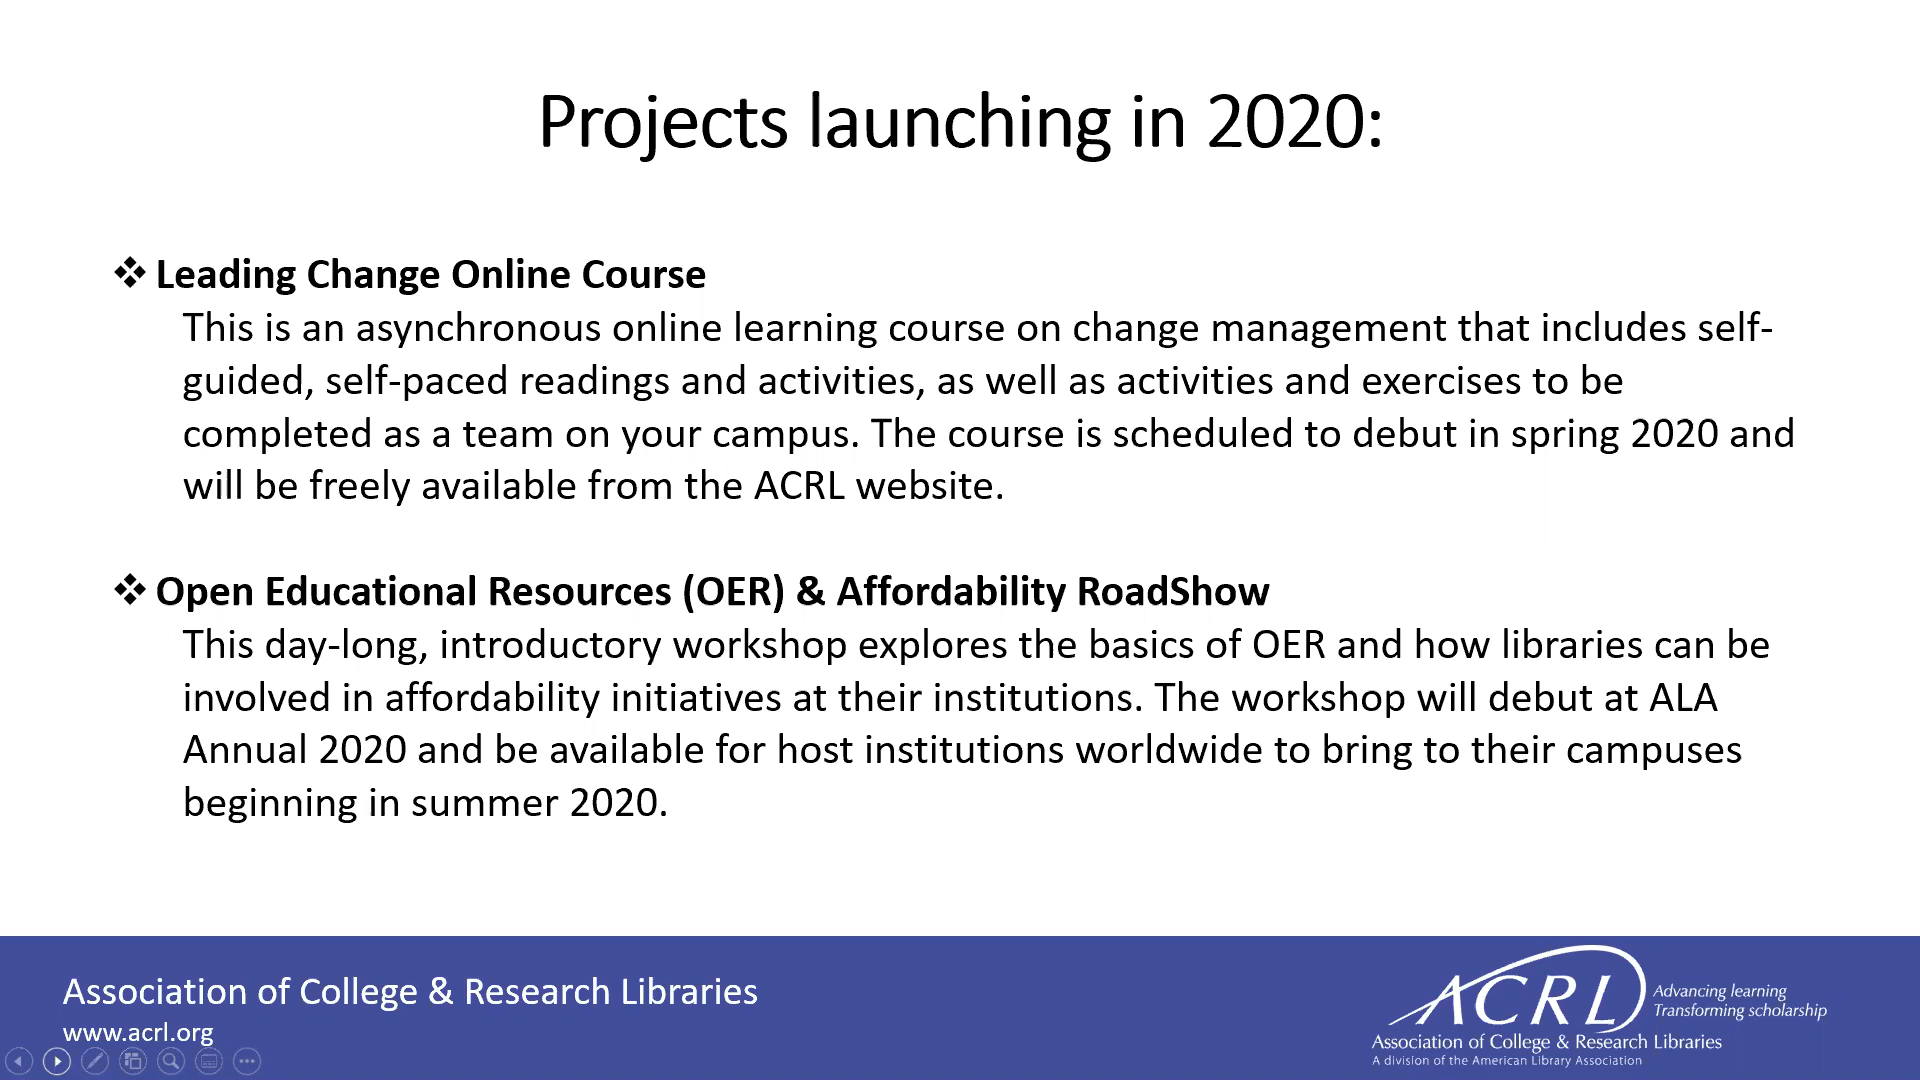 Projects launching in 2020:
❖ Leading Change Online Course
This is an asynchronous online learning course on change management that includes self-
guided, self-paced readings and activities, as well as activities and exercises to be
completed as a team on your campus. The course is scheduled to debut in spring 2020 and
will be freely available from the ACRL website.
❖ Open Educational Resources (OER) & Affordability RoadShow
This day-long, introductory workshop explores the basics of OER and how libraries can be
involved in affordability initiatives at their institutions. The workshop will debut at ALA
Annual 2020 and be available for host institutions worldwide to bring to their campuses
beginning in summer 2020.
Association of College & Research Libraries
www.acrl.org
ACRL
Advancing learning
Transforming scholarship
Association of College & Research Libraries
A division of the American Library Association